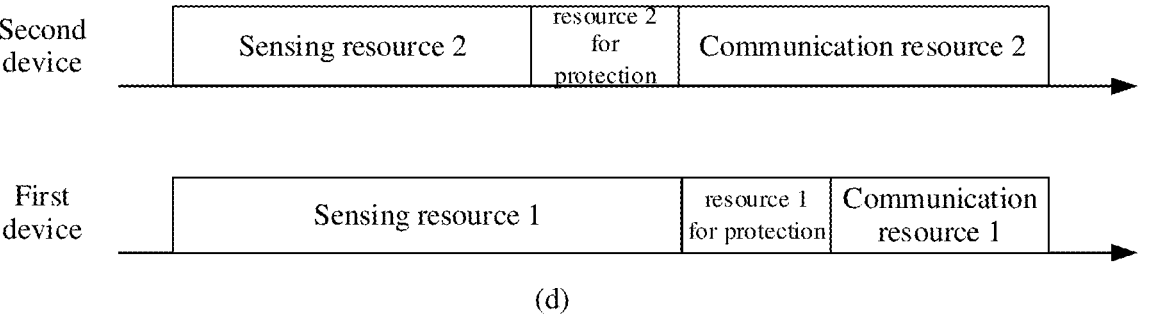 Second
device
Sensing resource 2
resource 2
for
protection
Communication resource 2
First
device
Sensing resource 1
resource 1
for protection
Communication
resource 1
(d)